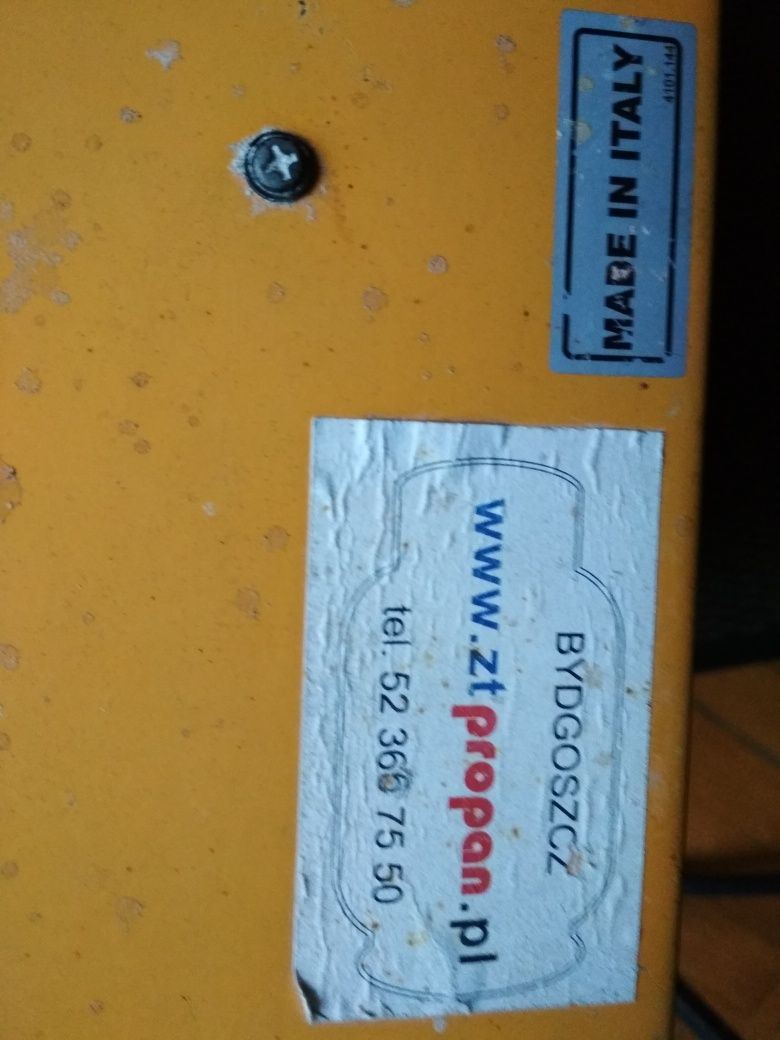 MADE IN ITALY
4101.144
BYDGOSZCZ
www.ztpropan.pl
tel. 52 366 75 50